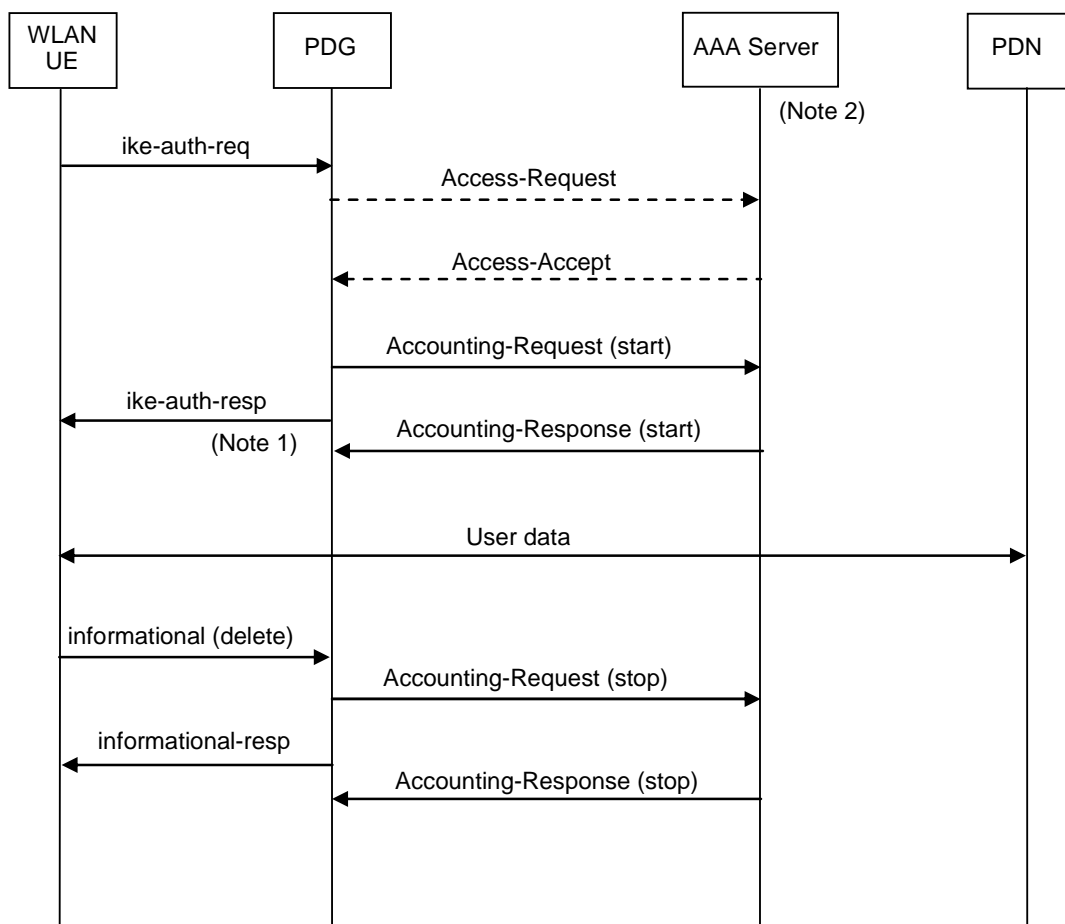 WLAN
UE
PDG
AAA Server
PDN
(Note 2)
ike-auth-req
Access-Request
Access-Accept
Accounting-Request (start)
ike-auth-resp
(Note 1)
Accounting-Response (start)
User data
informational (delete)
Accounting-Request (stop)
informational-resp
Accounting-Response (stop)